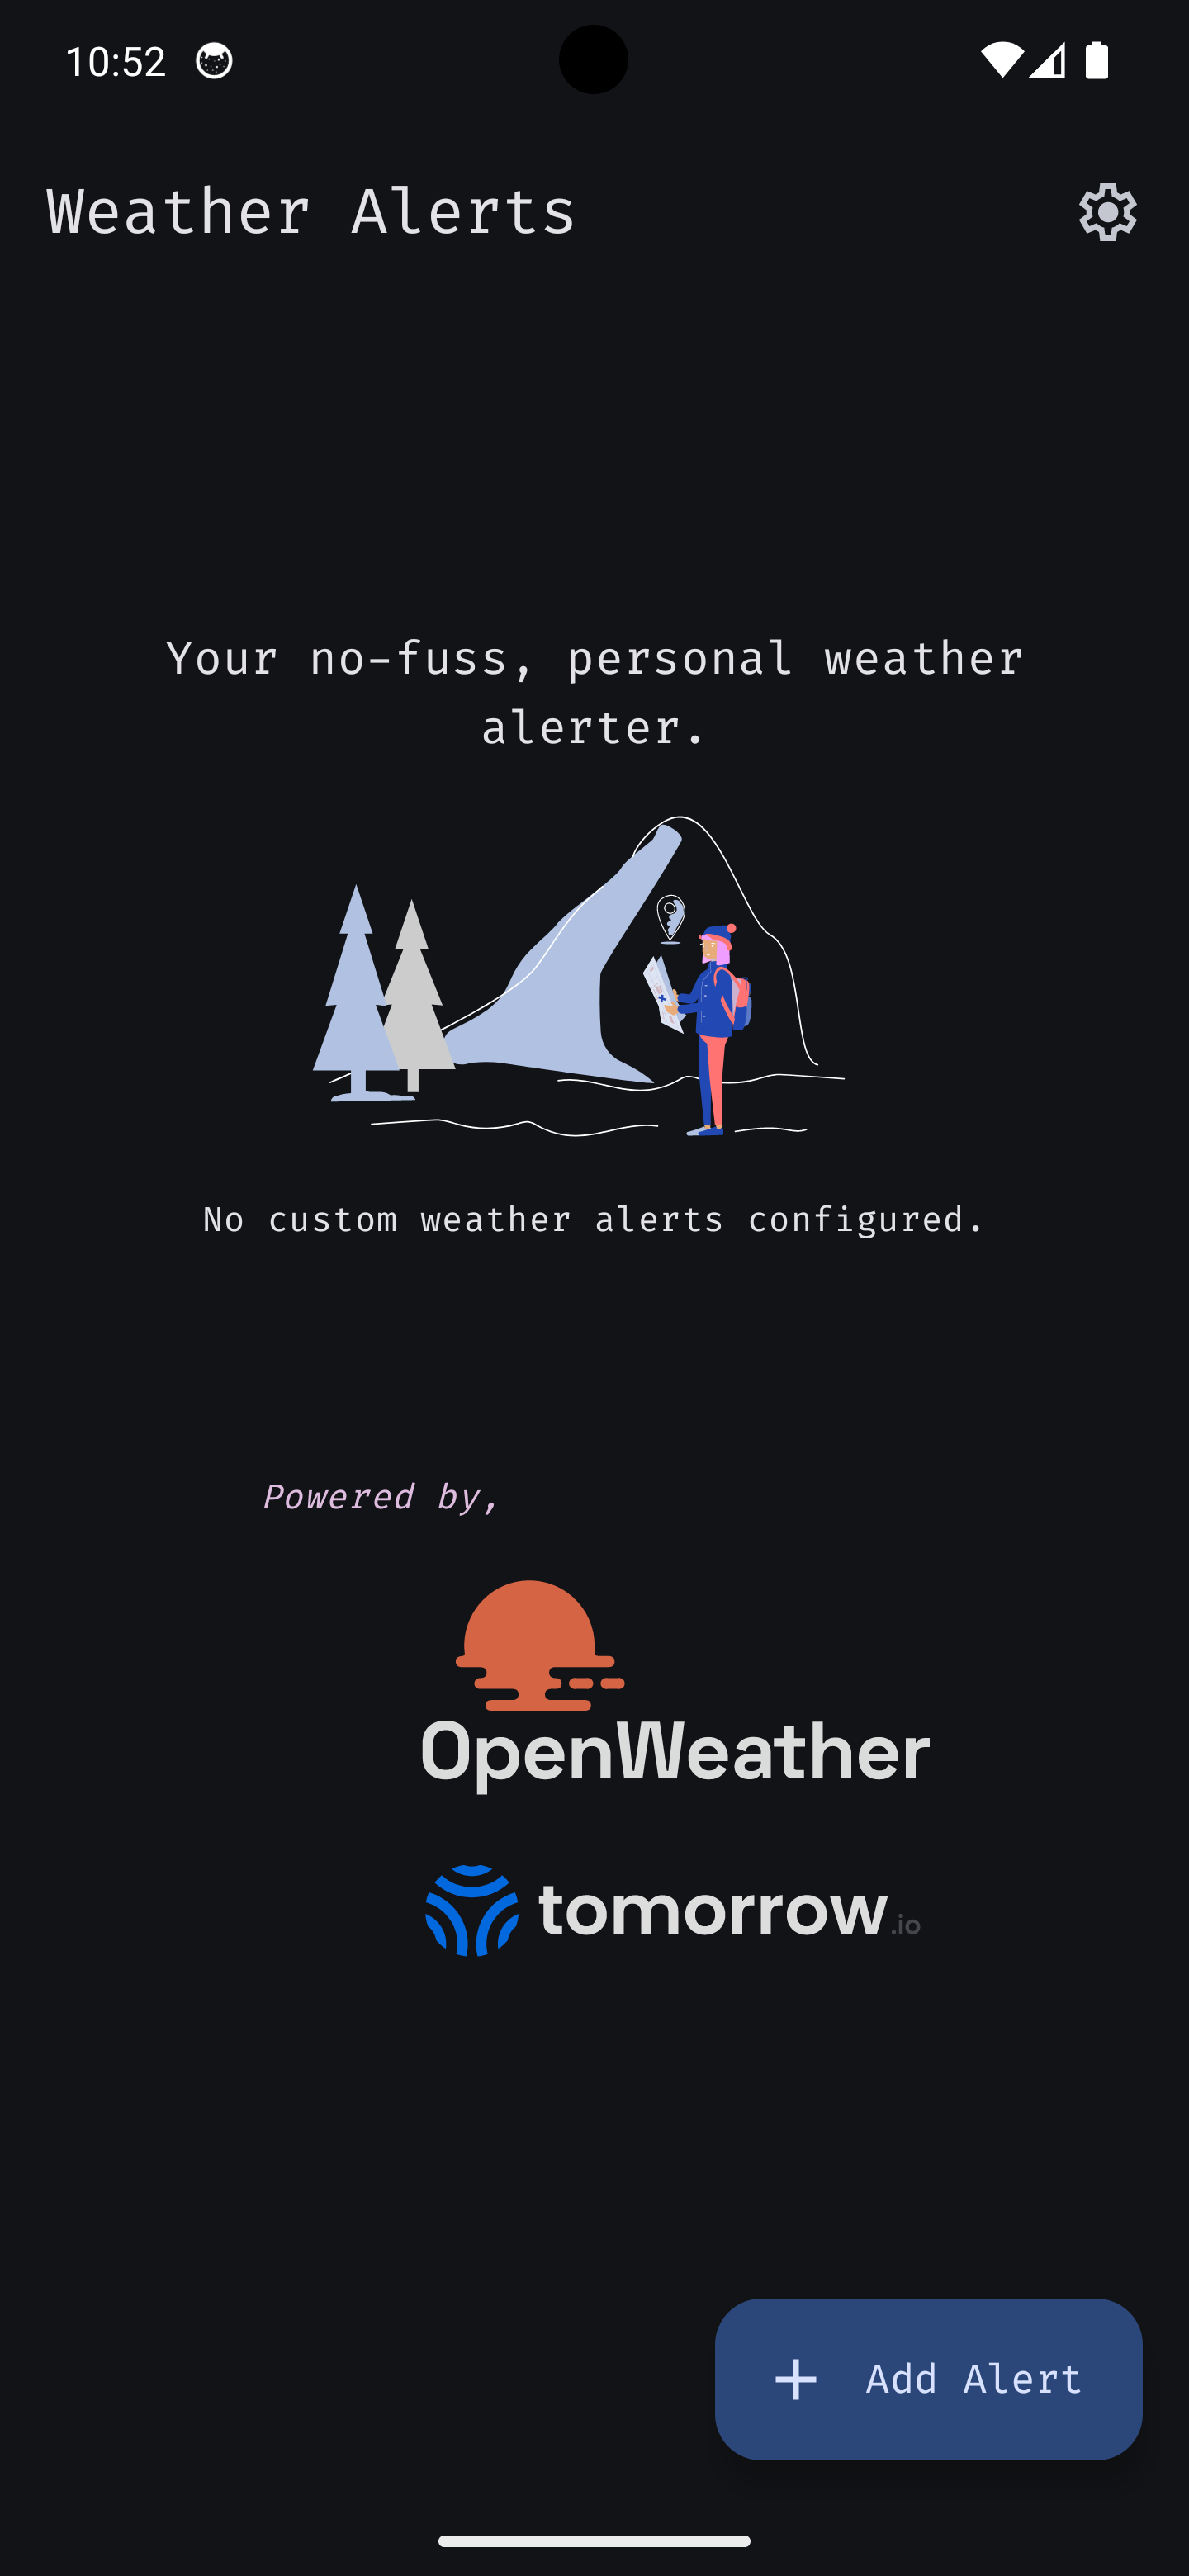 10:52
Weather Alerts
Your no-fuss, personal weather
alerter.
No custom weather alerts configured.
Powered by,
OpenWeather
tomorrow.io
Add Alert